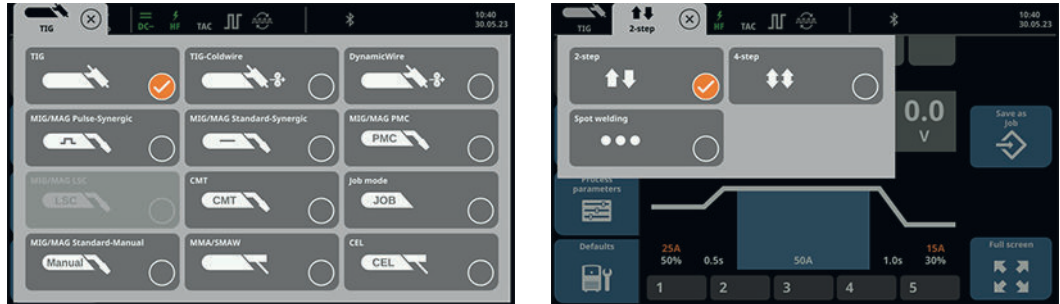 TIG
DC–
HF
TAC
10:40
30.05.23
TIG
TIG-Coldwire
DynamicWire
MIG/MAG Pulse-Synergic
MIG/MAG Standard-Synergic
MIG/MAG PMC
PMC
MIG/MAG LSC
LSC
CMT
CMT
Job mode
JOB
MIG/MAG Standard-Manual
Manual
MMA/SMAW
CEL
CEL
TIG
2-step
HF
TAC
10:40
30.05.23
2-step
4-step
Spot welding
0.0
V
Save as
Job
Process
parameters
Defaults
25A
50%
0.5s
50A
1.0s
15A
30%
Full screen
1
2
3
4
5